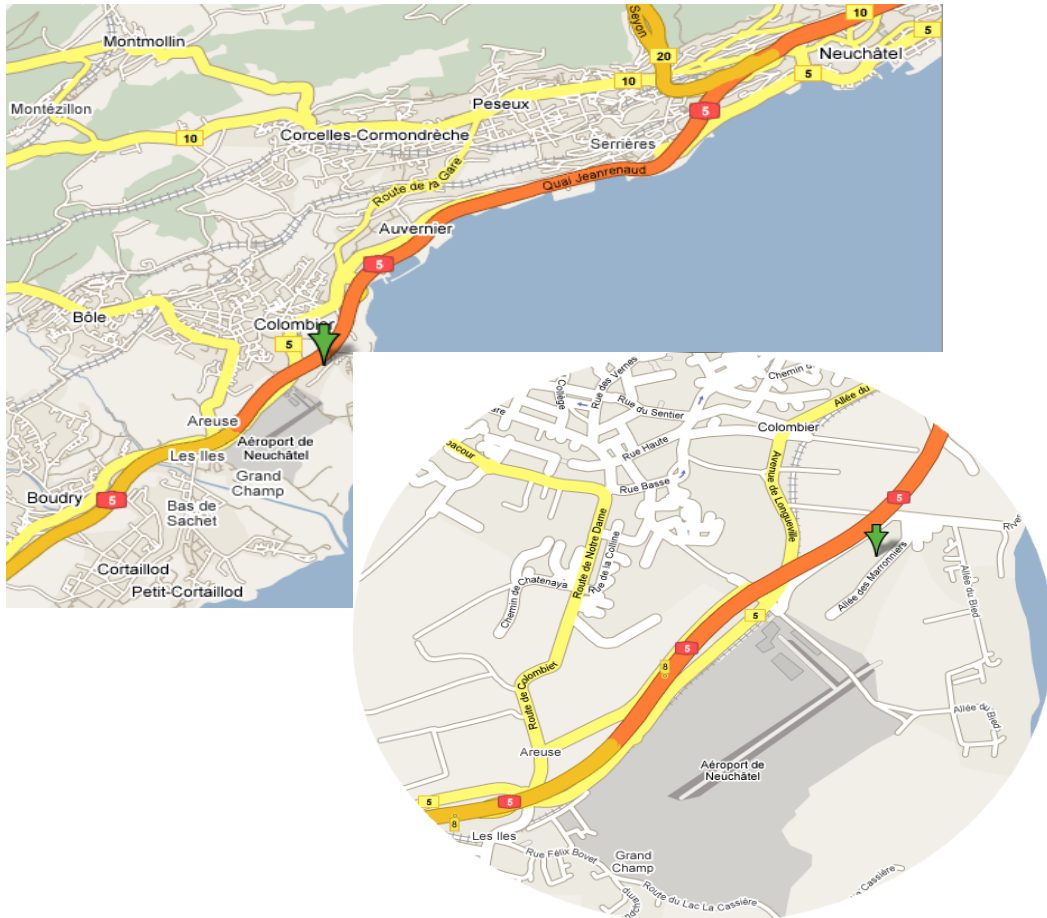 Montmollin
Seyon
20
10
Neuchâtel
5
5
Montézillon
10
Corcelles-Cormondrèche
Peseux
10
5
Serrières
Quai Jeanrenaud
Route de la Gare
Auvernier
5
Bôle
Colombier
5
Areuse
Les Iles
Aéroport de
Neuchâtel
Grand
Champ
Boudry
5
Bas de
Sachet
Cortaillod
Petit-Cortaillod
Collège
Rue des Vernes
Chemin d
Rue du Sentier
Allée du
Colombier
Rue Haute
Avenue de Longueville
Rue Basse
5
Allée des Marronniers
Allée du Bied
Route de Notre Dame
Rue de la Colline
Chemin de Chatenaya
5
5
8
Route de Colombier
Allée du Bied
Areuse
Aéroport de
Neuchâtel
5
5
8
Les Iles
Rue Félix Bovet
Grand
Champ
Route du Lac La Cassière
a Cassière